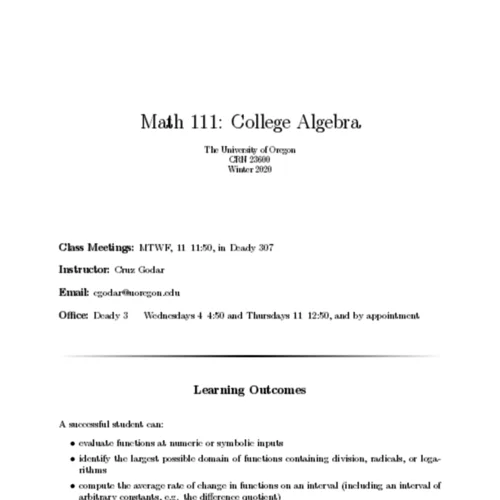 Math 111: College Algebra
The University of Oregon
CRN 23600
Winter 2020
Class Meetings: MTWF, 11 11:50, in Deady 307
Instructor: Cruz Godar
Email: cgodar@uoregon.edu
Office: Deady 3 Wednesdays 4 4:50 and Thursdays 11 12:50, and by appointment
Learning Outcomes
A successful student can:
• evaluate functions at numeric or symbolic inputs
• identify the largest possible domain of functions containing division, radicals, or loga-
rithms
• compute the average rate of change in functions on an interval (including an interval of
arbitrary constants, e.g. the difference quotient)